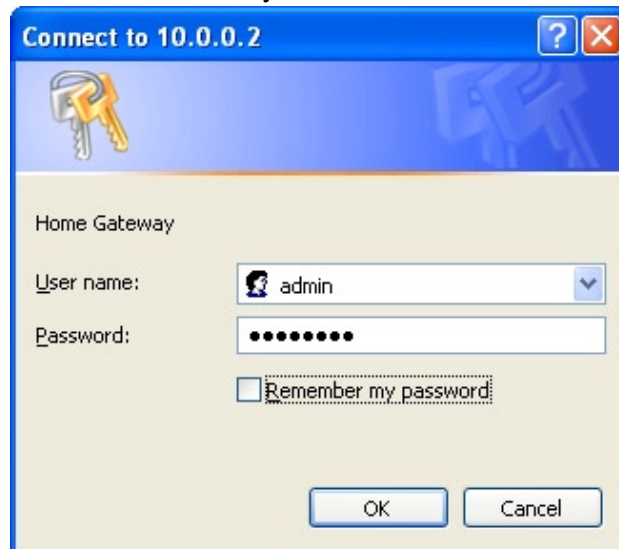 Connect to 10.0.0.2
Home Gateway
User name: admin
Password: ••••••••
Remember my password
OK Cancel